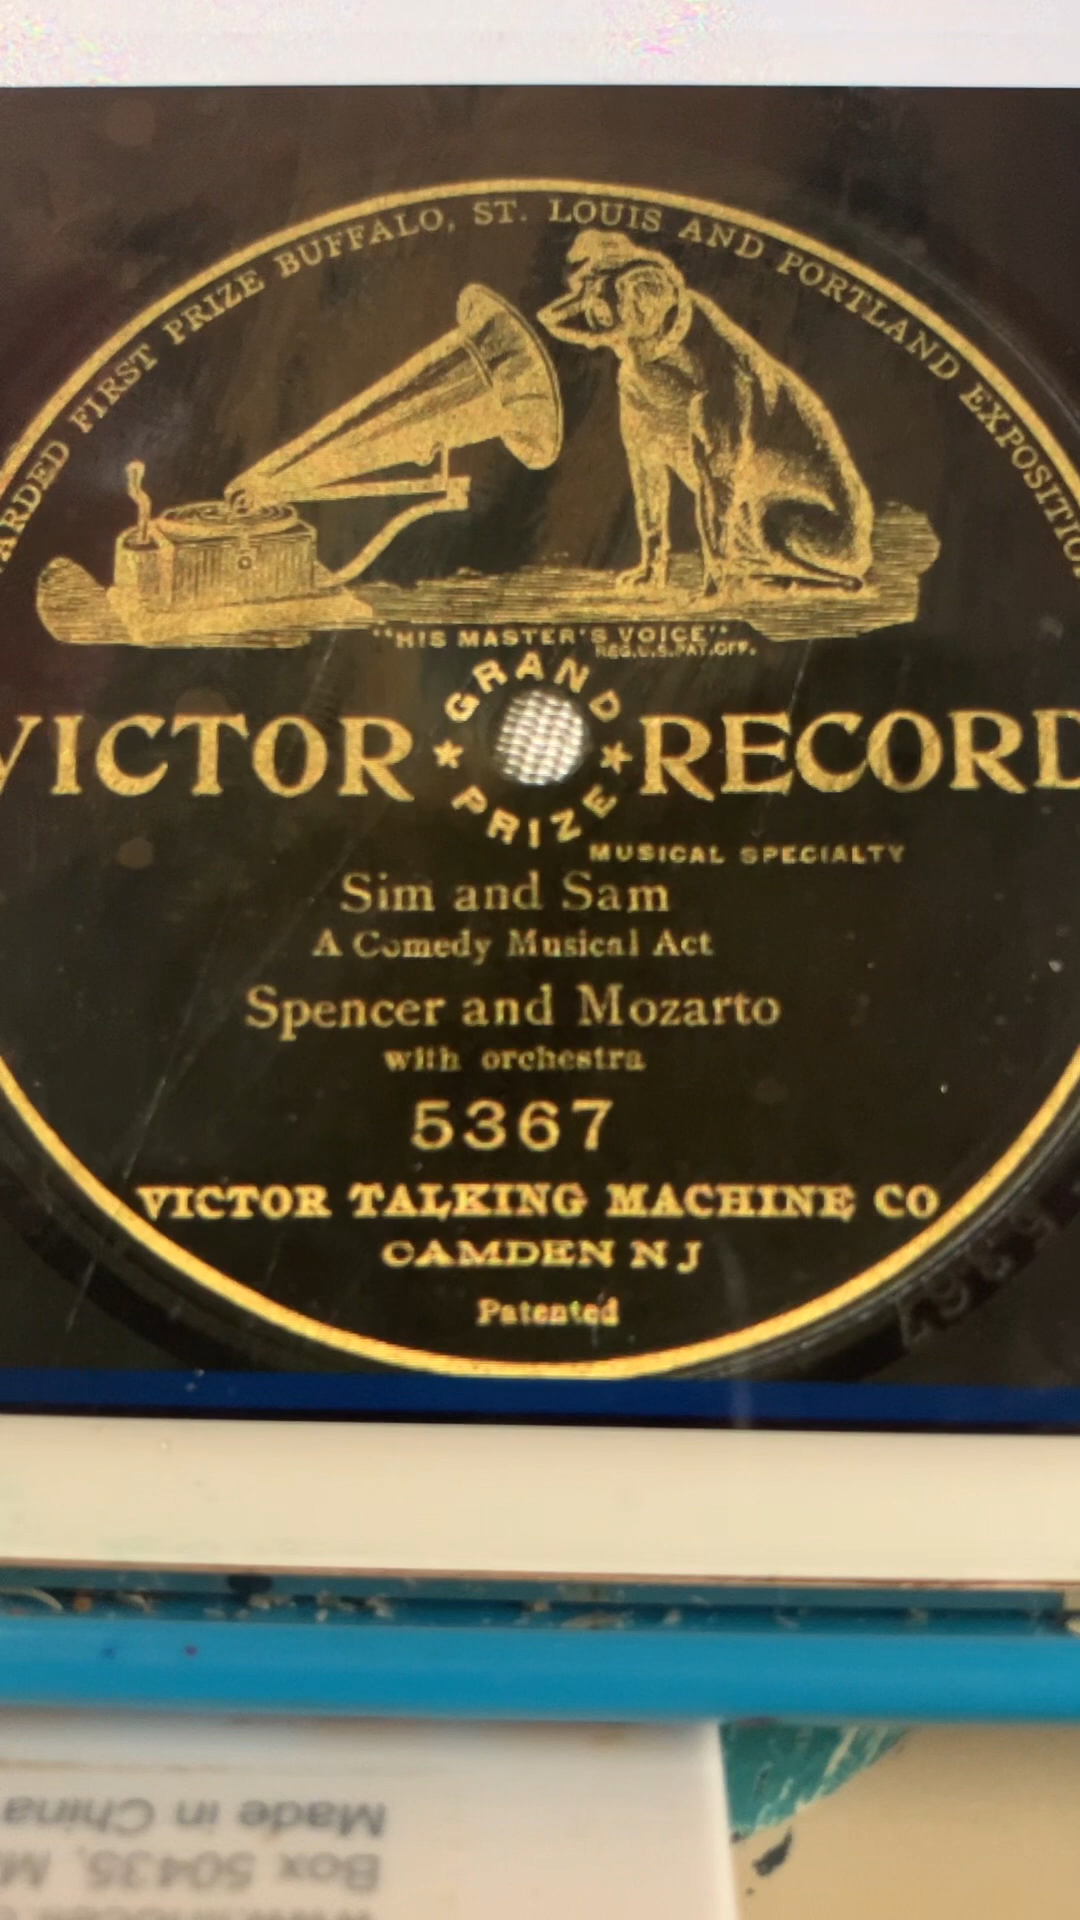 ARDED FIRST PRIZE BUFFALO, ST. LOUIS AND PORTLAND EXPOSITIO
"HIS MASTER'S VOICE"
REG.U.S.PAT.OFF.
GRAND
VICTOR RECORD
PRIZE
MUSICAL SPECIALTY
Sim and Sam
A Comedy Musical Act
Spencer and Mozarto
with orchestra
5367
VICTOR TALKING MACHINE CO
CAMDEN N J
5367
Patented
Made in China
Box 50435, M